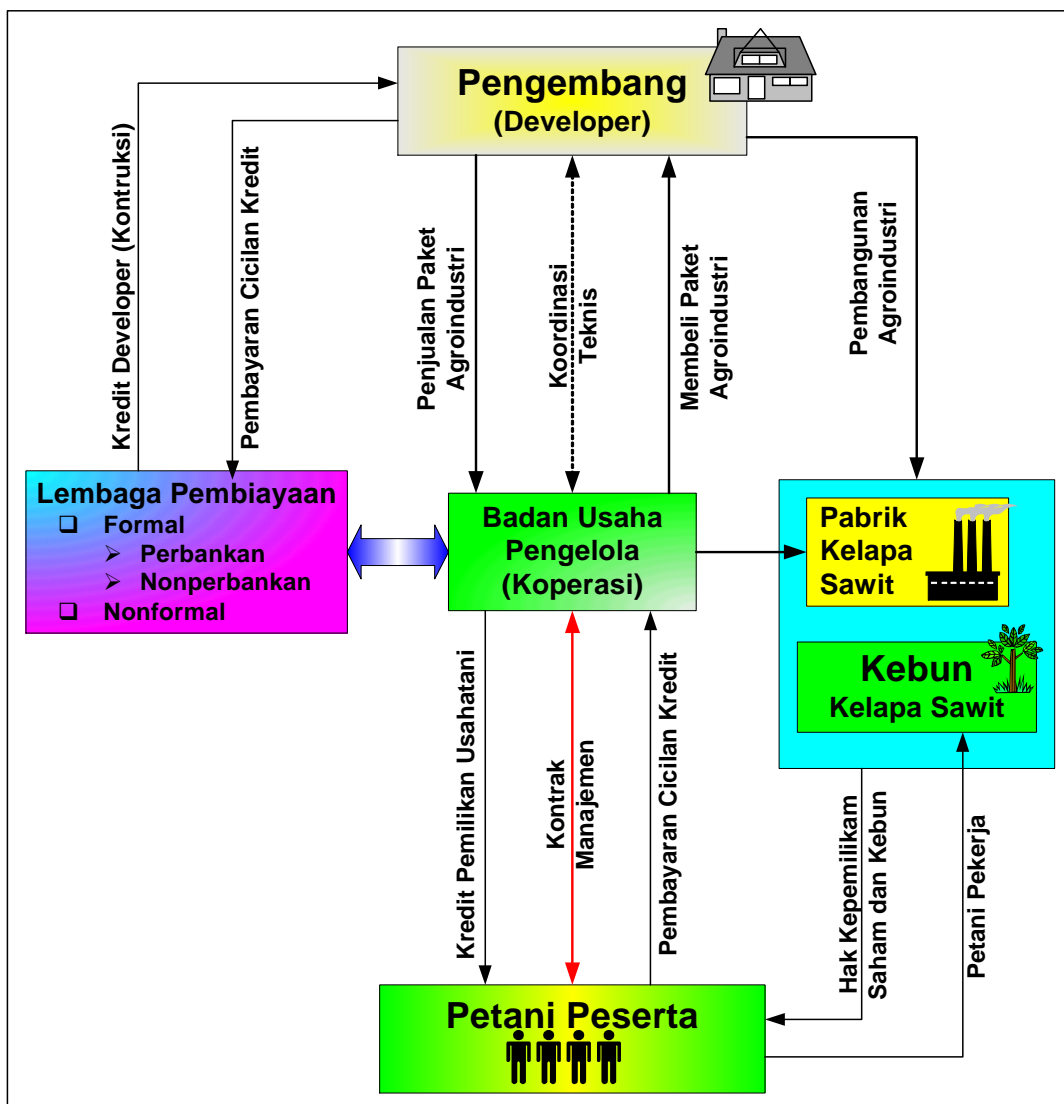 Pengembang
(Developer)
Kredit Developer (Kontruksi)
Pembayaran Cicilan Kredit
Penjualan Paket
Agroindustri
Koordinasi
Teknis
Membeli Paket
Agroindustri
Pembangunan
Agroindustri
Lembaga Pembiayaan
Formal
Perbankan
Nonperbankan
Nonformal
Badan Usaha
Pengelola
(Koperasi)
Pabrik
Kelapa
Sawit
Kebun
Kelapa Sawit
Kredit Pemilikan Usahatani
Kontrak
Manajemen
Pembayaran Cicilan Kredit
Hak Kepemilikam
Saham dan Kebun
Petani Pekerja
Petani Peserta